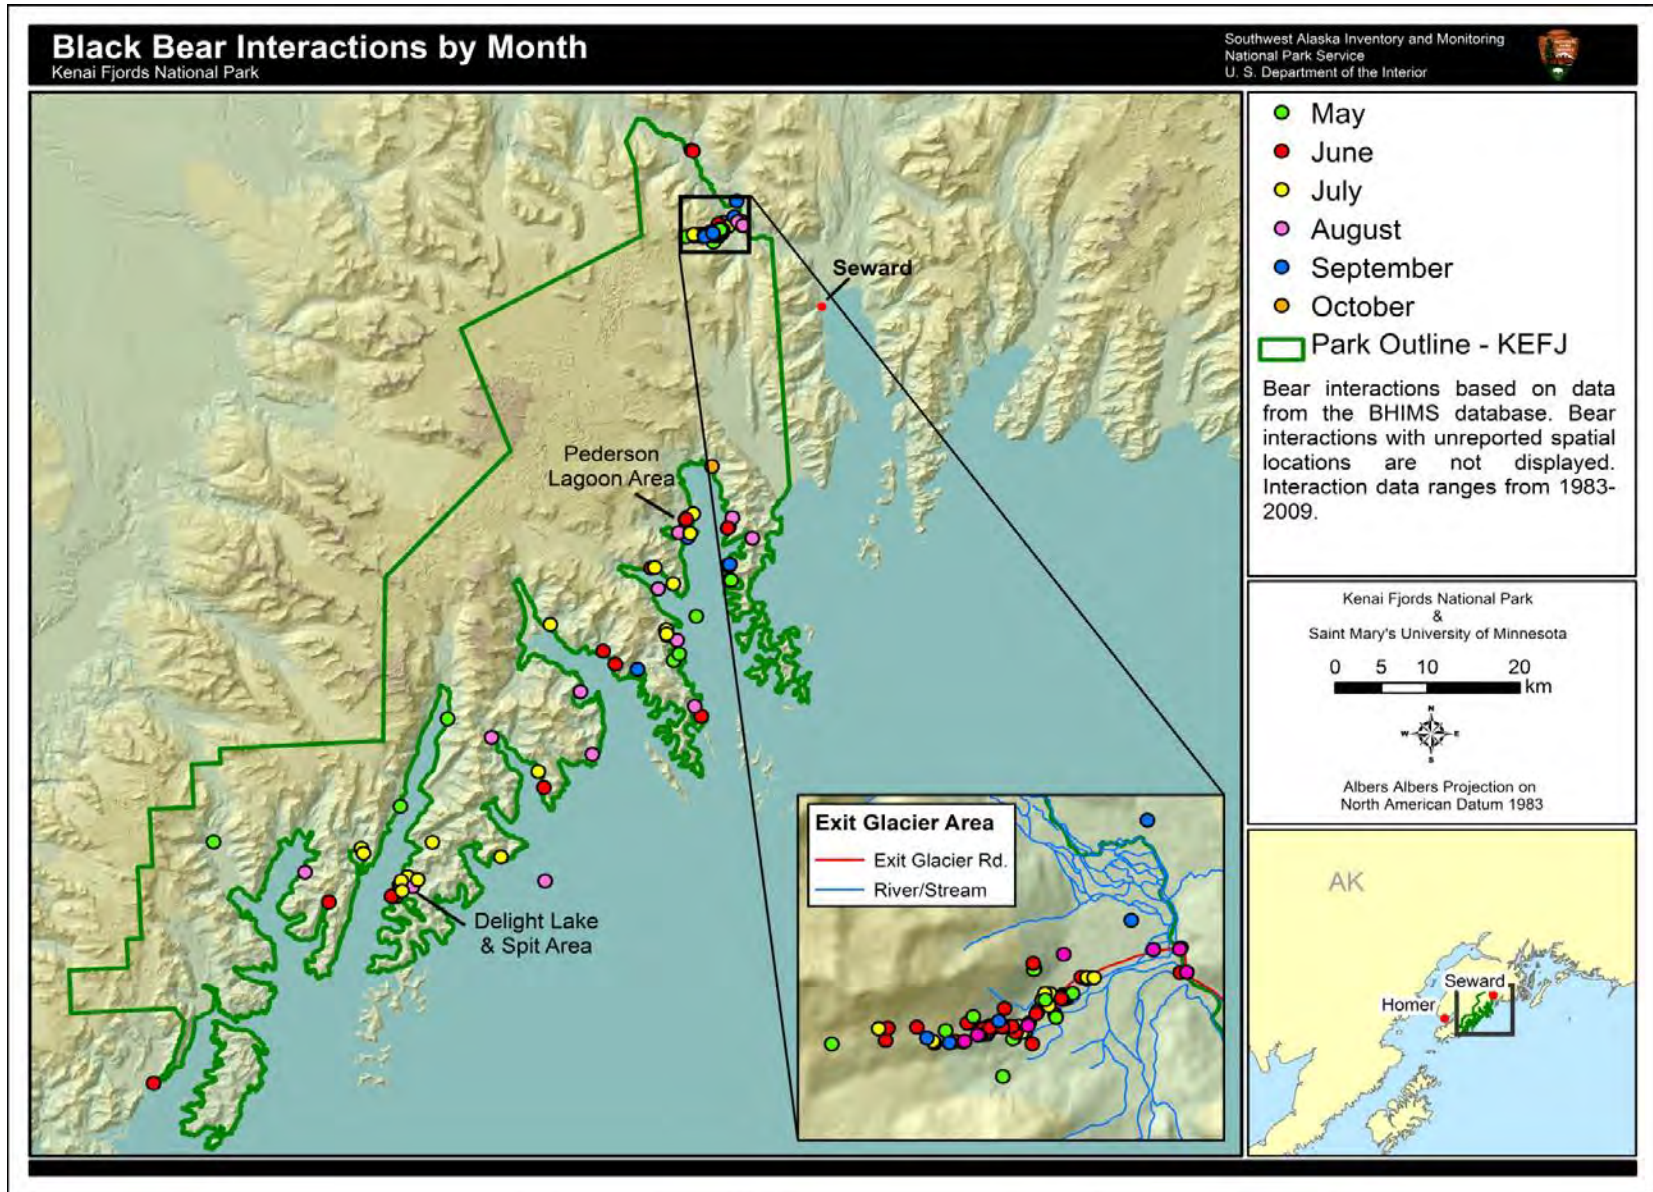 Black Bear Interactions by Month
Kenai Fjords National Park
Southwest Alaska Inventory and Monitoring
National Park Service
U. S. Department of the Interior
May
June
July
August
September
October
Park Outline - KEFJ
Bear interactions based on data
from the BHIMS database. Bear
interactions with unreported spatial
locations are not displayed.
Interaction data ranges from 1983-
2009.
Seward
Pederson
Lagoon Area
Delight Lake
& Spit Area
Exit Glacier Area
Exit Glacier Rd.
River/Stream
Kenai Fjords National Park
&
Saint Mary's University of Minnesota
0 5 10 20
km
N
W E
S
Albers Albers Projection on
North American Datum 1983
AK
Seward
Homer